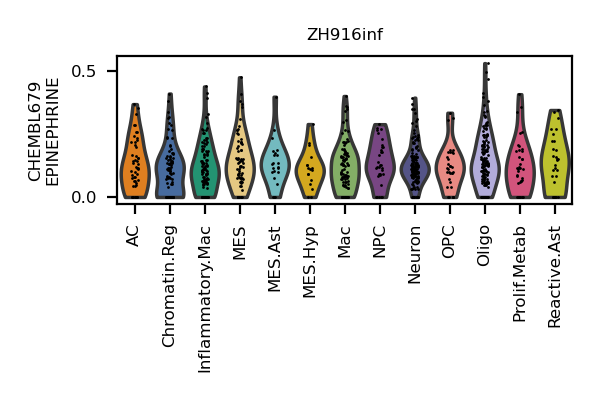 ZH916inf
CHEMBL679
EPINEPHRINE
0.5
0.0
AC
Chromatin.Reg
Inflammatory.Mac
MES
MES.Ast
MES.Hyp
Mac
NPC
Neuron
OPC
Oligo
Prolif.Metab
Reactive.Ast